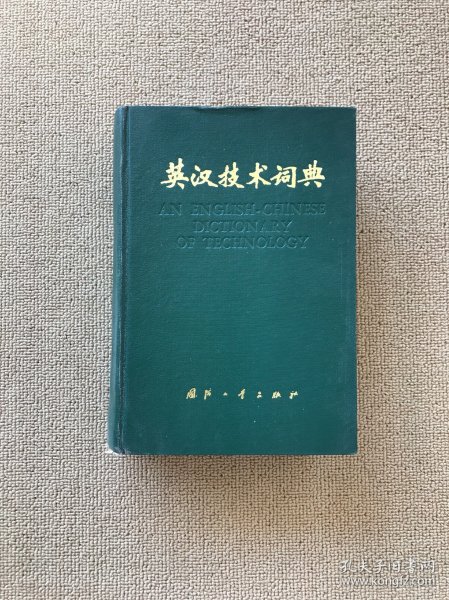 英汉技术词典
AN ENGLISH-CHINESE
DICTIONARY
OF TECHNOLOGY
国防工业出版社
孔夫子旧书网
www.kongfz.com